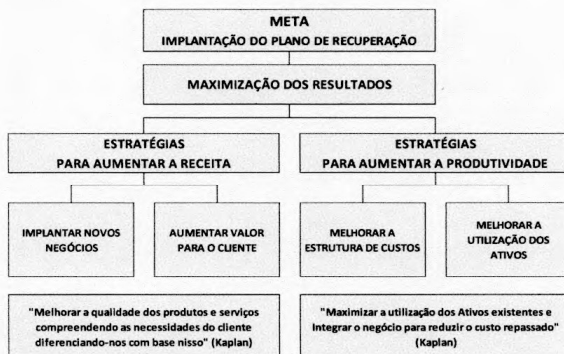 META
IMPLANTAÇÃO DO PLANO DE RECUPERAÇÃO
MAXIMIZAÇÃO DOS RESULTADOS
ESTRATÉGIAS
PARA AUMENTAR A RECEITA
ESTRATÉGIAS
PARA AUMENTAR A PRODUTIVIDADE
IMPLANTAR NOVOS
NEGÓCIOS
AUMENTAR VALOR
PARA O CLIENTE
MELHORAR A
ESTRUTURA DE CUSTOS
MELHORAR A
UTILIZAÇÃO DOS
ATIVOS
"Melhorar a qualidade dos produtos e serviços
compreendendo as necessidades do cliente
diferenciando-nos com base nisso" (Kaplan)
"Maximizar a utilização dos Ativos existentes e
Integrar o negócio para reduzir o custo repassado"
(Kaplan)